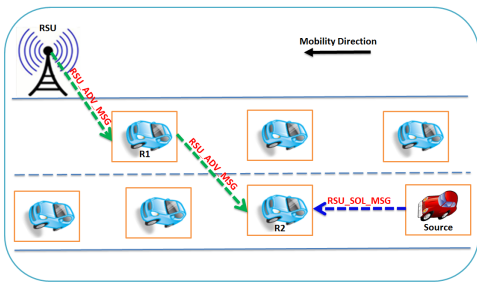 RSU
Mobility Direction
RSU_ADV_MSG
R1
RSU_ADV_MSG
RSU_SOL_MSG
R2
Source